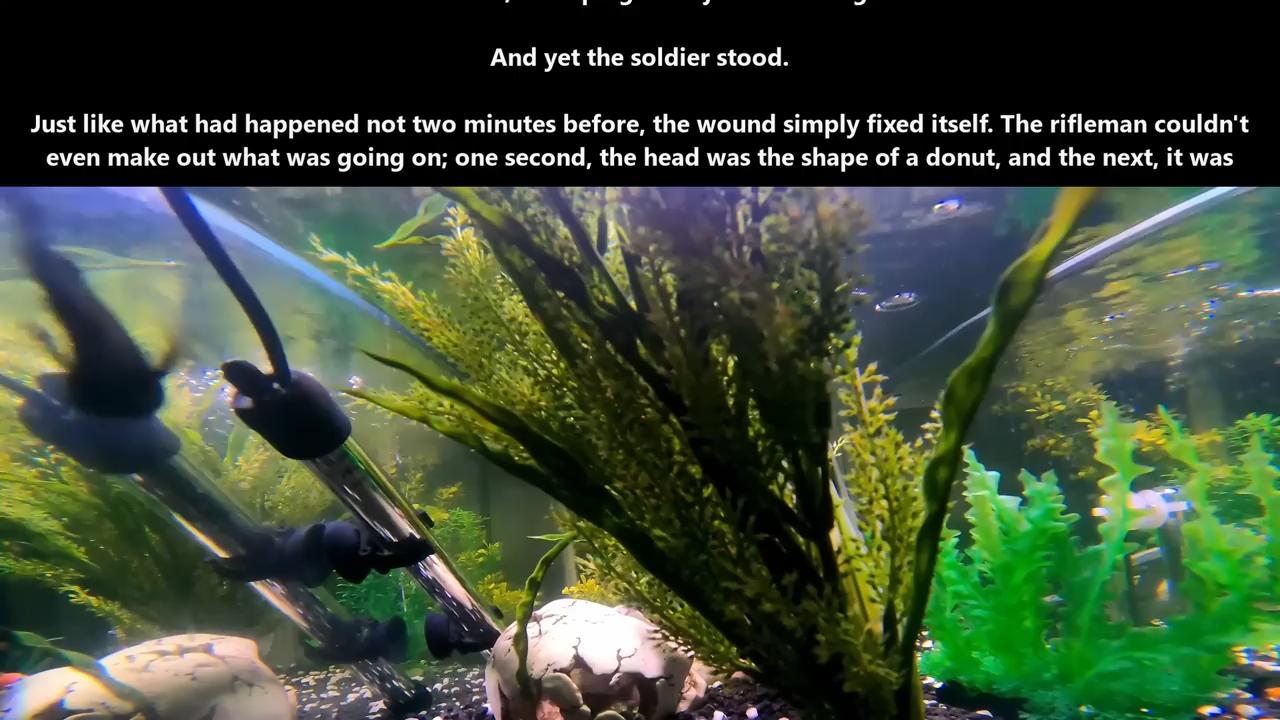 And yet the soldier stood.
Just like what had happened not two minutes before, the wound simply fixed itself. The rifleman couldn't
even make out what was going on; one second, the head was the shape of a donut, and the next, it was